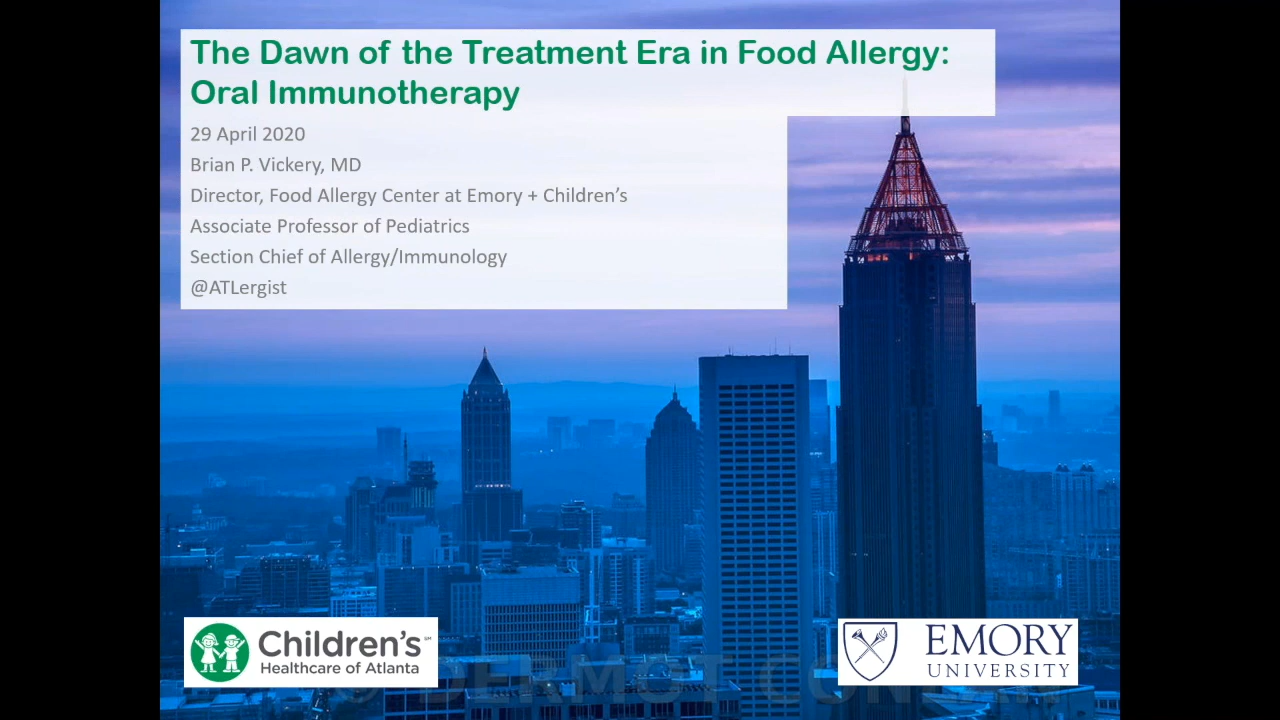 The Dawn of the Treatment Era in Food Allergy:
Oral Immunotherapy
29 April 2020
Brian P. Vickery, MD
Director, Food Allergy Center at Emory + Children’s
Associate Professor of Pediatrics
Section Chief of Allergy/Immunology
@ATLergist
Children’s℠
Healthcare of Atlanta
EMORY
UNIVERSITY